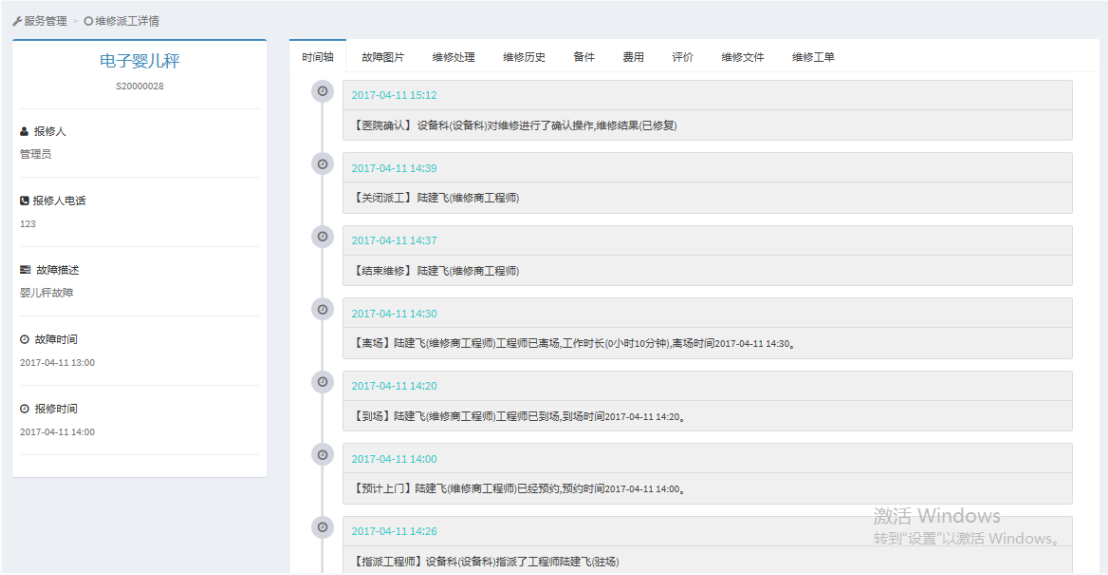 服务管理 > 维修派工详情
电子婴儿秤
S20000028
报修人
管理员
报修人电话
123
故障描述
婴儿秤故障
故障时间
2017-04-11 13:00
报修时间
2017-04-11 14:00
时间轴 故障图片 维修处理 维修历史 备件 费用 评价 维修文件 维修工单
2017-04-11 15:12
【医院确认】 设备科(设备科)对维修进行了确认操作,维修结果(已修复)
2017-04-11 14:39
【关闭派工】 陆建飞(维修商工程师)
2017-04-11 14:37
【结束维修】 陆建飞(维修商工程师)
2017-04-11 14:30
【离场】陆建飞(维修商工程师)工程师已离场,工作时长(0小时10分钟),离场时间2017-04-11 14:30。
2017-04-11 14:20
【到场】陆建飞(维修商工程师)工程师已到场,到场时间2017-04-11 14:20。
2017-04-11 14:00
【预计上门】陆建飞(维修商工程师)已经预约,预约时间2017-04-11 14:00。
2017-04-11 14:26
【指派工程师】设备科(设备科)指派了工程师陆建飞(驻场)
激活 Windows
转到"设置"以激活 Windows。